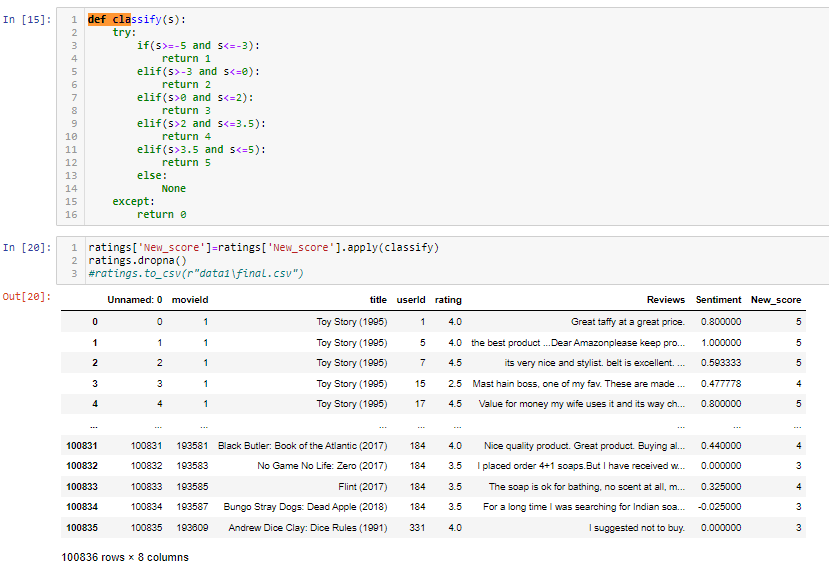 In [15]:
1 def classify(s):
2 try:
3 if(s>=-5 and s<=-3):
4 return 1
5 elif(s>-3 and s<=0):
6 return 2
7 elif(s>0 and s<=2):
8 return 3
9 elif(s>2 and s<=3.5):
10 return 4
11 elif(s>3.5 and s<=5):
12 return 5
13 else:
14 None
15 except:
16 return 0
In [20]:
1 ratings['New_score']=ratings['New_score'].apply(classify)
2 ratings.dropna()
3 #ratings.to_csv(r"data1\final.csv")
Out[20]:
Unnamed: 0 movieId title userId rating Reviews Sentiment New_score
0 0 1 Toy Story (1995) 1 4.0 Great taffy at a great price. 0.800000 5
1 1 1 Toy Story (1995) 5 4.0 the best product ...Dear Amazonplease keep pro... 1.000000 5
2 2 1 Toy Story (1995) 7 4.5 its very nice and stylist. belt is excellent. ... 0.593333 5
3 3 1 Toy Story (1995) 15 2.5 Mast hain boss, one of my fav. These are made ... 0.477778 4
4 4 1 Toy Story (1995) 17 4.5 Value for money my wife uses it and its way ch... 0.800000 5
... ... ... ... ... ... ... ... ...
100831 100831 193581 Black Butler: Book of the Atlantic (2017) 184 4.0 Nice quality product. Great product. Buying al... 0.440000 4
100832 100832 193583 No Game No Life: Zero (2017) 184 3.5 I placed order 4+1 soaps.But I have received w... 0.000000 3
100833 100833 193585 Flint (2017) 184 3.5 The soap is ok for bathing, no scent at all, m... 0.325000 4
100834 100834 193587 Bungo Stray Dogs: Dead Apple (2018) 184 3.5 For a long time I was searching for Indian soa... -0.025000 3
100835 100835 193609 Andrew Dice Clay: Dice Rules (1991) 331 4.0 I suggested not to buy. 0.000000 3
100836 rows × 8 columns